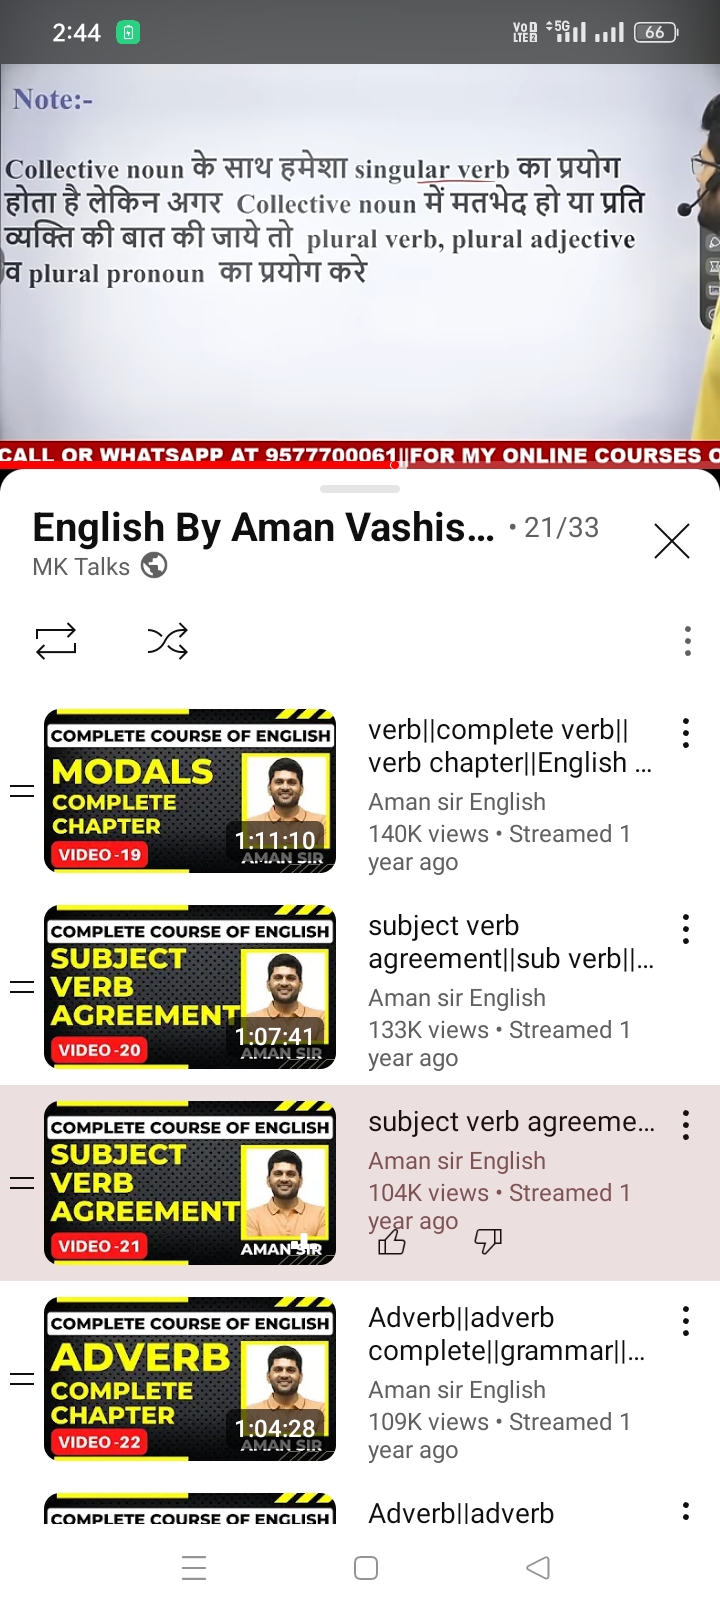 2:44
VoD LTE2 5G 66
Note:-
Collective noun के साथ हमेशा singular verb का प्रयोग
होता है लेकिन अगर Collective noun में मतभेद हो या प्रति
व्यक्ति की बात की जाये तो plural verb, plural adjective
व plural pronoun का प्रयोग करे
CALL OR WHATSAPP AT 9577700061||FOR MY ONLINE COURSES
English By Aman Vashis... • 21/33
MK Talks
COMPLETE COURSE OF ENGLISH
MODALS
COMPLETE
CHAPTER
VIDEO -19
1:11:10
AMAN SIR
verb||complete verb||
verb chapter||English ...
Aman sir English
140K views • Streamed 1
year ago
COMPLETE COURSE OF ENGLISH
SUBJECT
VERB
AGREEMENT
VIDEO -20
1:07:41
AMAN SIR
subject verb
agreement||sub verb||...
Aman sir English
133K views • Streamed 1
year ago
COMPLETE COURSE OF ENGLISH
SUBJECT
VERB
AGREEMENT
VIDEO -21
AMAN SIR
subject verb agreeme...
Aman sir English
104K views • Streamed 1
year ago
COMPLETE COURSE OF ENGLISH
ADVERB
COMPLETE
CHAPTER
VIDEO -22
1:04:28
AMAN SIR
Adverb||adverb
complete||grammar||...
Aman sir English
109K views • Streamed 1
year ago
COMPLETE COURSE OF ENGLISH
Adverb||adverb